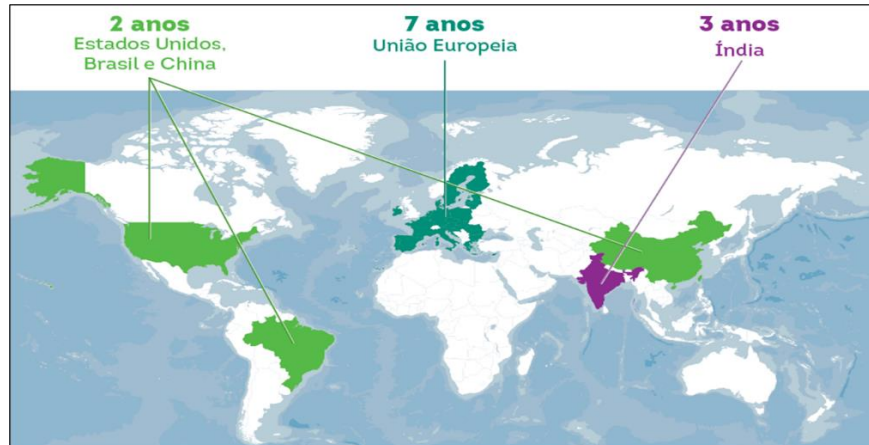 2 anos
Estados Unidos,
Brasil e China
7 anos
União Europeia
3 anos
Índia